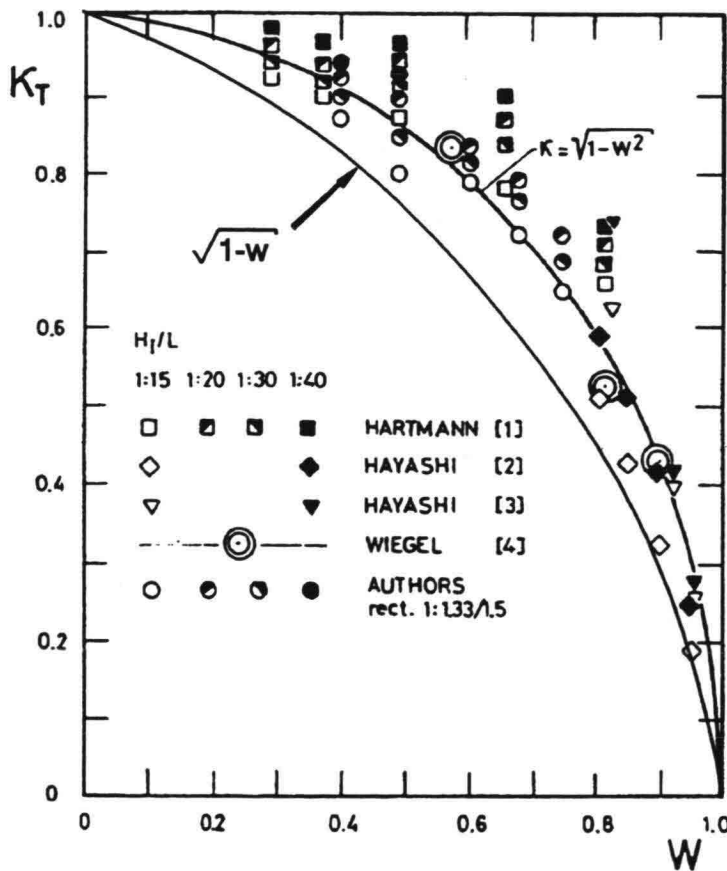 1.0
K_T
0.8
0.6
0.4
0.2
0
K = √1-W²
√1-W
H_I/L
1:15 1:20 1:30 1:40
HARTMANN [1]
HAYASHI [2]
HAYASHI [3]
WIEGEL [4]
AUTHORS
rect. 1:1.33/1.5
0 0.2 0.4 0.6 0.8 1.0
W